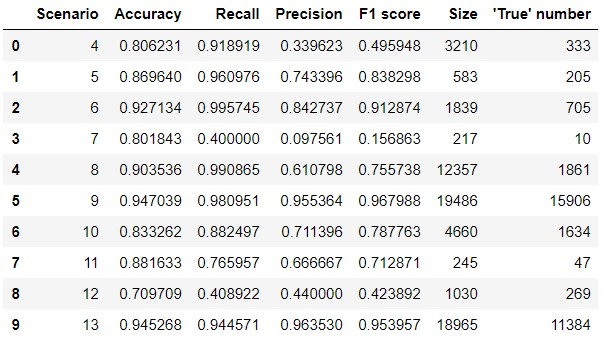 Scenario Accuracy Recall Precision F1 score Size 'True' number
0 4 0.806231 0.918919 0.339623 0.495948 3210 333
1 5 0.869640 0.960976 0.743396 0.838298 583 205
2 6 0.927134 0.995745 0.842737 0.912874 1839 705
3 7 0.801843 0.400000 0.097561 0.156863 217 10
4 8 0.903536 0.990865 0.610798 0.755738 12357 1861
5 9 0.947039 0.980951 0.955364 0.967988 19486 15906
6 10 0.833262 0.882497 0.711396 0.787763 4660 1634
7 11 0.881633 0.765957 0.666667 0.712871 245 47
8 12 0.709709 0.408922 0.440000 0.423892 1030 269
9 13 0.945268 0.944571 0.963530 0.953957 18965 11384